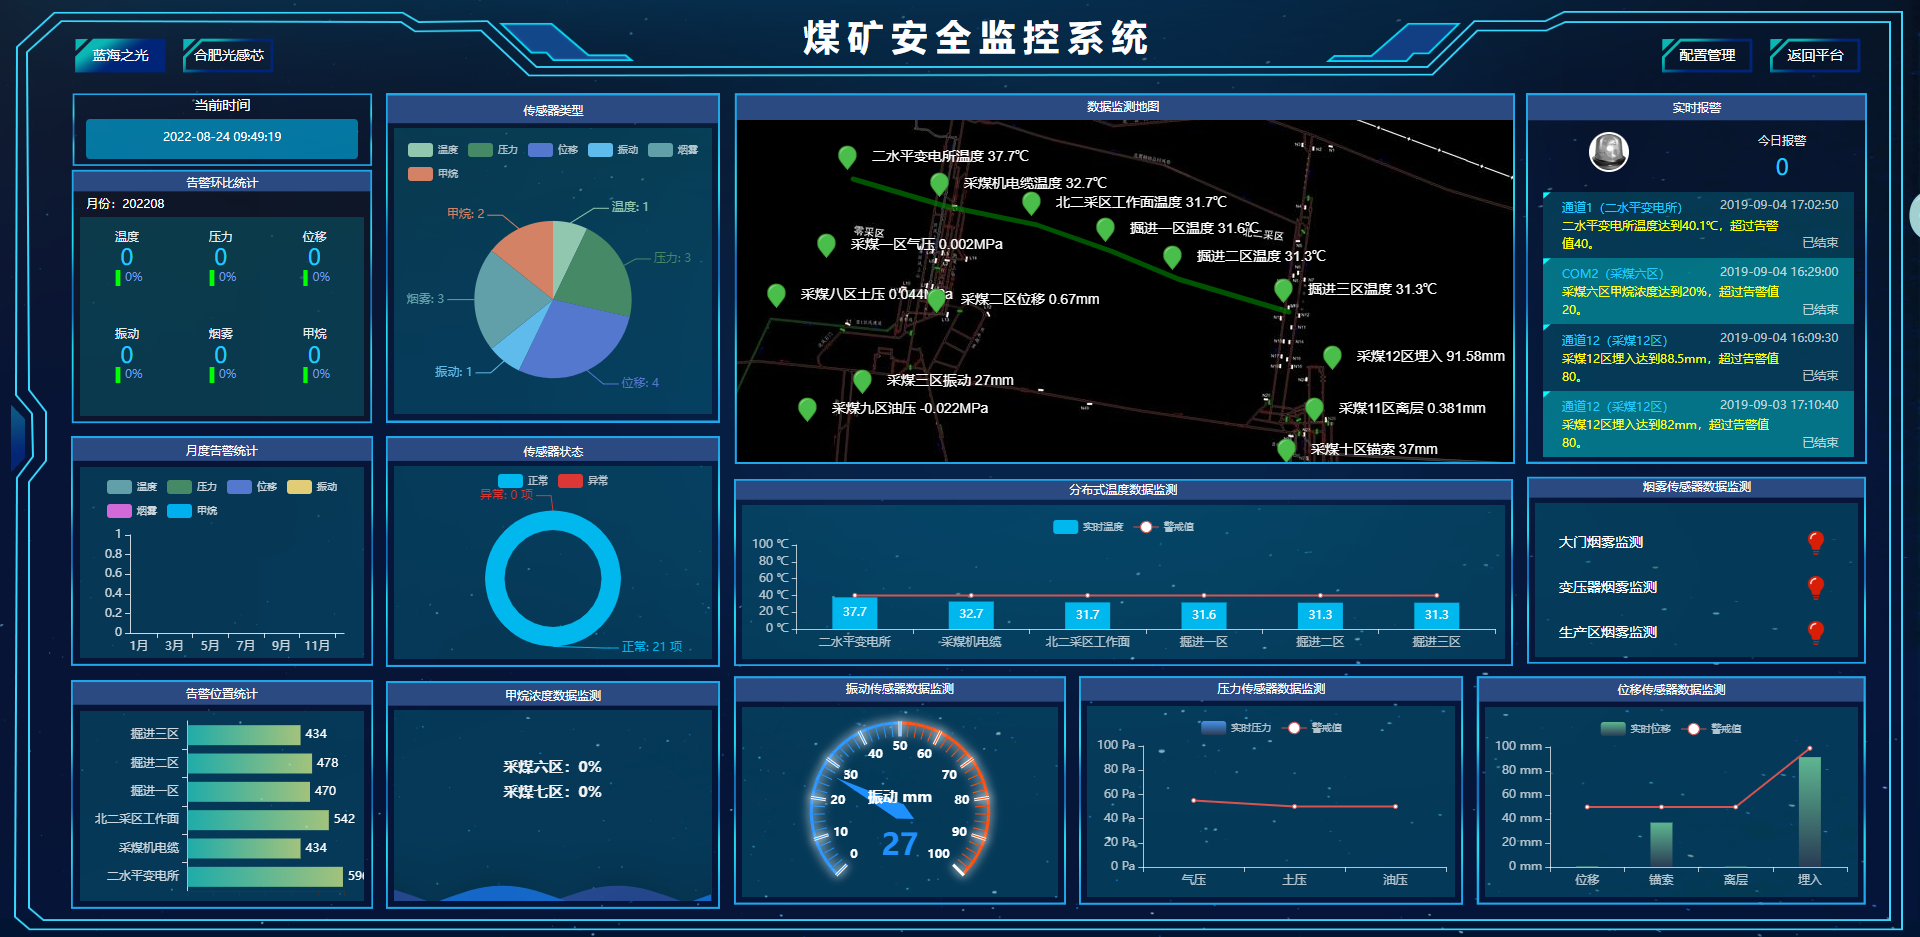 煤矿安全监控系统
蓝海之光
合肥光感芯
配置管理
返回平台
当前时间
2022-08-24 09:49:19
告警环比统计
月份：202208
温度 压力 位移
0 0 0
0% 0% 0%
振动 烟雾 甲烷
0 0 0
0% 0% 0%
传感器类型
温度 压力 位移 振动 烟雾
甲烷
甲烷: 2
温度: 1
压力: 3
烟雾: 3
振动: 1
位移: 4
数据监测地图
二水平变电所温度 37.7℃
采煤机电缆温度 32.7℃
北二采区工作面温度 31.7℃
掘进一区温度 31.6℃
零采区
北二采区
采煤一区气压 0.002MPa
掘进二区温度 31.3℃
采煤八区土压 0.044MPa
采煤二区位移 0.67mm
掘进三区温度 31.3℃
采煤12区埋入 91.58mm
采煤三区振动 27mm
采煤九区油压 -0.022MPa
采煤11区离层 0.381mm
采煤十区锚索 37mm
实时报警
今日报警
0
通道1（二水平变电所） 2019-09-04 17:02:50
二水平变电所温度达到40.1℃，超过告警
值40。 已结束
COM2（采煤六区） 2019-09-04 16:29:00
采煤六区甲烷浓度达到20%，超过告警值
20。 已结束
通道12（采煤12区） 2019-09-04 16:09:30
采煤12区埋入达到88.5mm，超过告警值
80。 已结束
通道12（采煤12区） 2019-09-03 17:10:40
采煤12区埋入达到82mm，超过告警值
80。 已结束
月度告警统计
温度 压力 位移 振动
烟雾 甲烷
1
0.8
0.6
0.4
0.2
0
1月 3月 5月 7月 9月 11月
传感器状态
正常 异常
异常: 0 项
正常: 21 项
分布式温度数据监测
实时温度 警戒值
100 ℃
80 ℃
60 ℃
40 ℃
20 ℃
0 ℃
37.7 32.7 31.7 31.6 31.3 31.3
二水平变电所 采煤机电缆 北二采区工作面 掘进一区 掘进二区 掘进三区
烟雾传感器数据监测
大门烟雾监测
变压器烟雾监测
生产区烟雾监测
告警位置统计
掘进三区 434
掘进二区 478
掘进一区 470
北二采区工作面 542
采煤机电缆 434
二水平变电所 596
甲烷浓度数据监测
采煤六区：0%
采煤七区：0%
振动传感器数据监测
0 10 20 30 40 50 60 70 80 90 100
振动 mm
27
压力传感器数据监测
实时压力 警戒值
100 Pa
80 Pa
60 Pa
40 Pa
20 Pa
0 Pa
气压 土压 油压
位移传感器数据监测
实时位移 警戒值
100 mm
80 mm
60 mm
40 mm
20 mm
0 mm
位移 锚索 离层 埋入